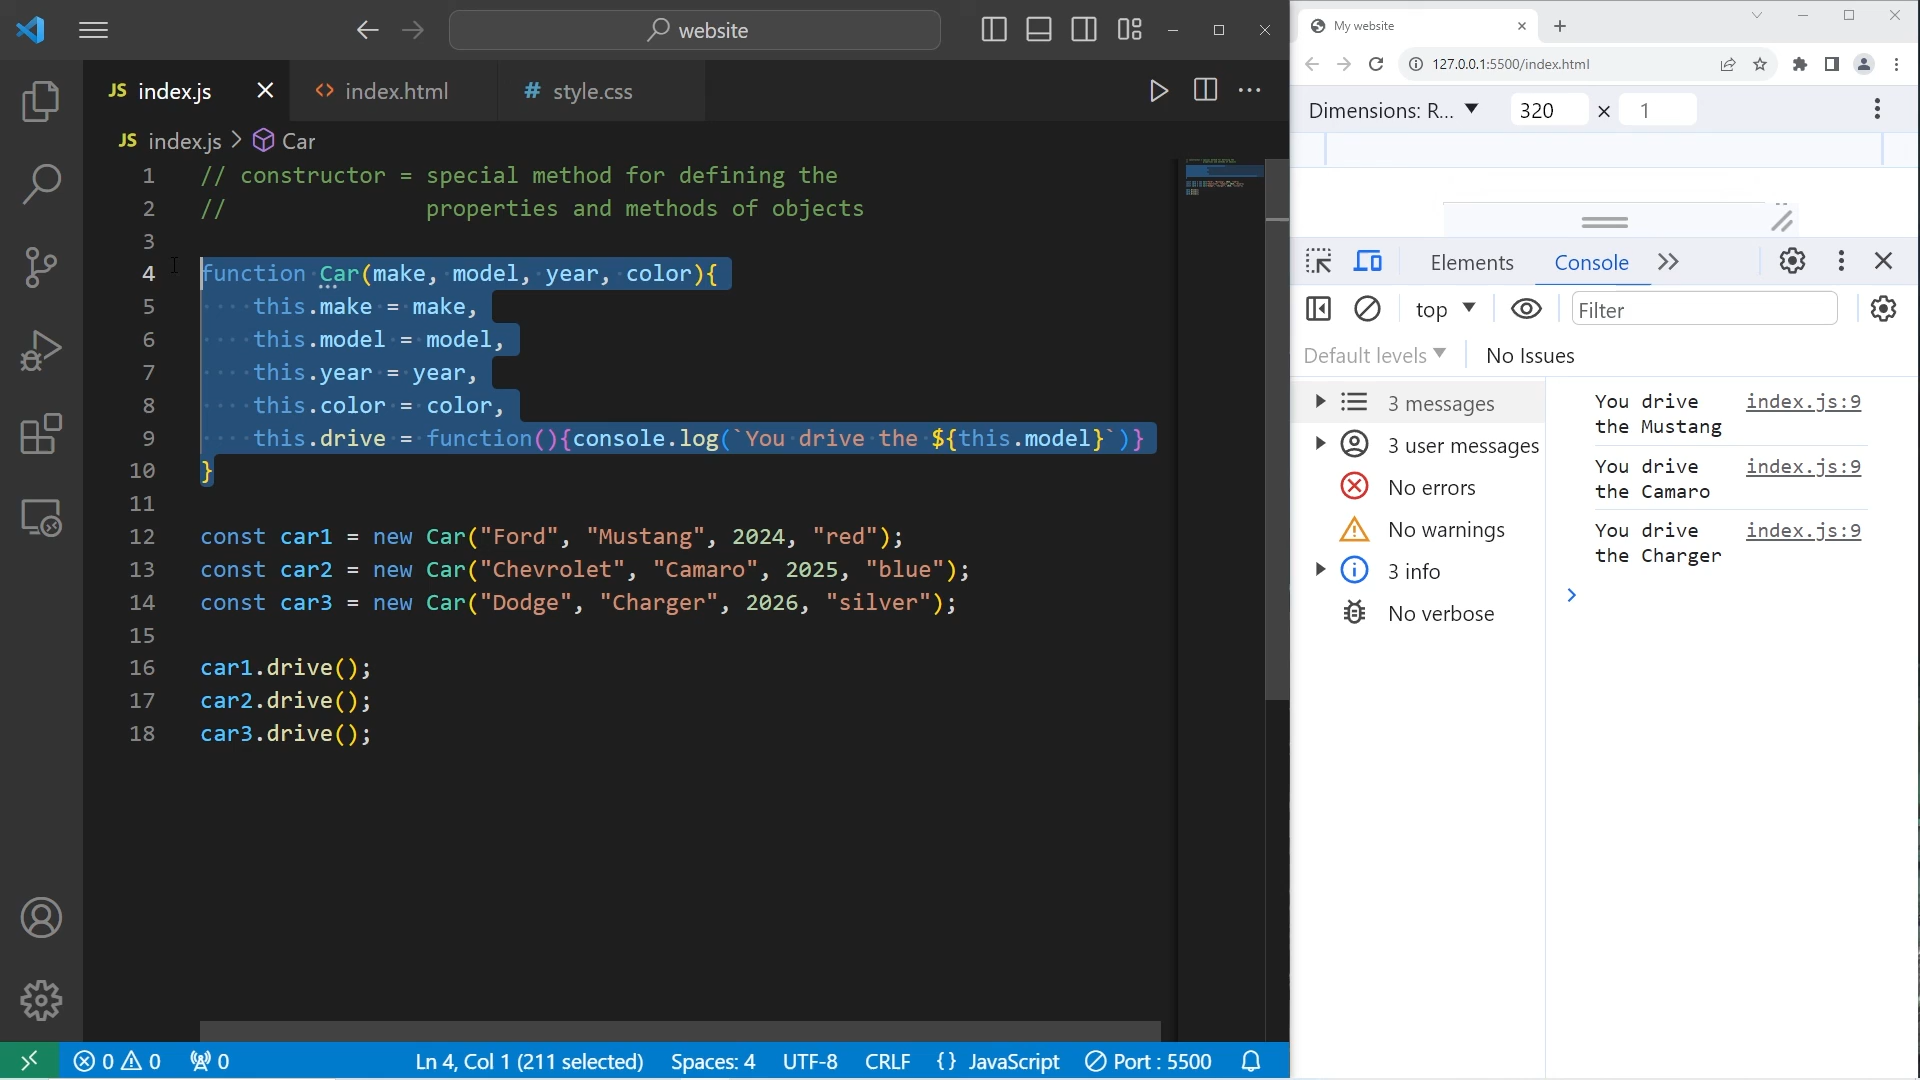 website
JS index.js
<> index.html
# style.css
JS index.js > Car
1 // constructor = special method for defining the
2 // properties and methods of objects
3
4 function Car(make, model, year, color){
5 this.make = make,
6 this.model = model,
7 this.year = year,
8 this.color = color,
9 this.drive = function(){console.log(`You drive the ${this.model}`)}
10 }
11
12 const car1 = new Car("Ford", "Mustang", 2024, "red");
13 const car2 = new Car("Chevrolet", "Camaro", 2025, "blue");
14 const car3 = new Car("Dodge", "Charger", 2026, "silver");
15
16 car1.drive();
17 car2.drive();
18 car3.drive();
0 0 0 Ln 4, Col 1 (211 selected) Spaces: 4 UTF-8 CRLF {} JavaScript Port : 5500
My website
127.0.0.1:5500/index.html
Dimensions: R... 320 × 1
Elements Console
top Filter
Default levels No Issues
3 messages
3 user messages
No errors
No warnings
3 info
No verbose
You drive index.js:9
the Mustang
You drive index.js:9
the Camaro
You drive index.js:9
the Charger